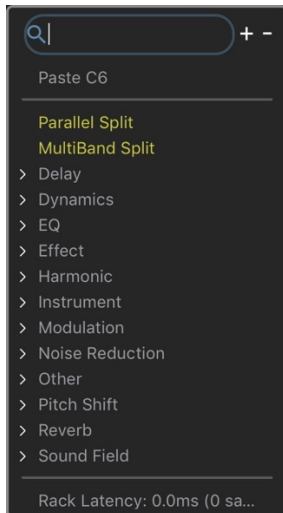 + -
Paste C6
Parallel Split
MultiBand Split
Delay
Dynamics
EQ
Effect
Harmonic
Instrument
Modulation
Noise Reduction
Other
Pitch Shift
Reverb
Sound Field
Rack Latency: 0.0ms (0 sa...